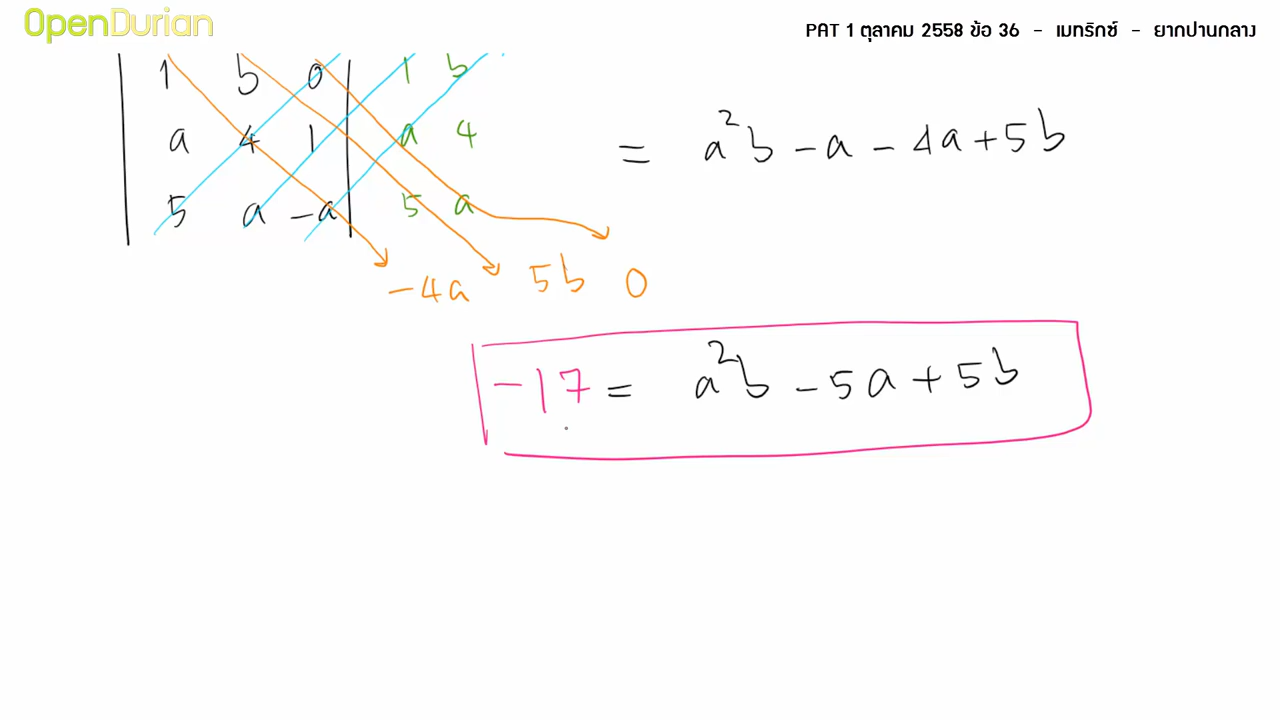 OpenDurian
PAT 1 ตุลาคม 2558 ข้อ 36 - เมทริกซ์ - ยากปานกลาง
1 b 0 1 b
a 4 1 a 4
5 a -a 5 a
= a²b - a - 4a + 5b
-4a 5b 0
-17 = a²b - 5a + 5b